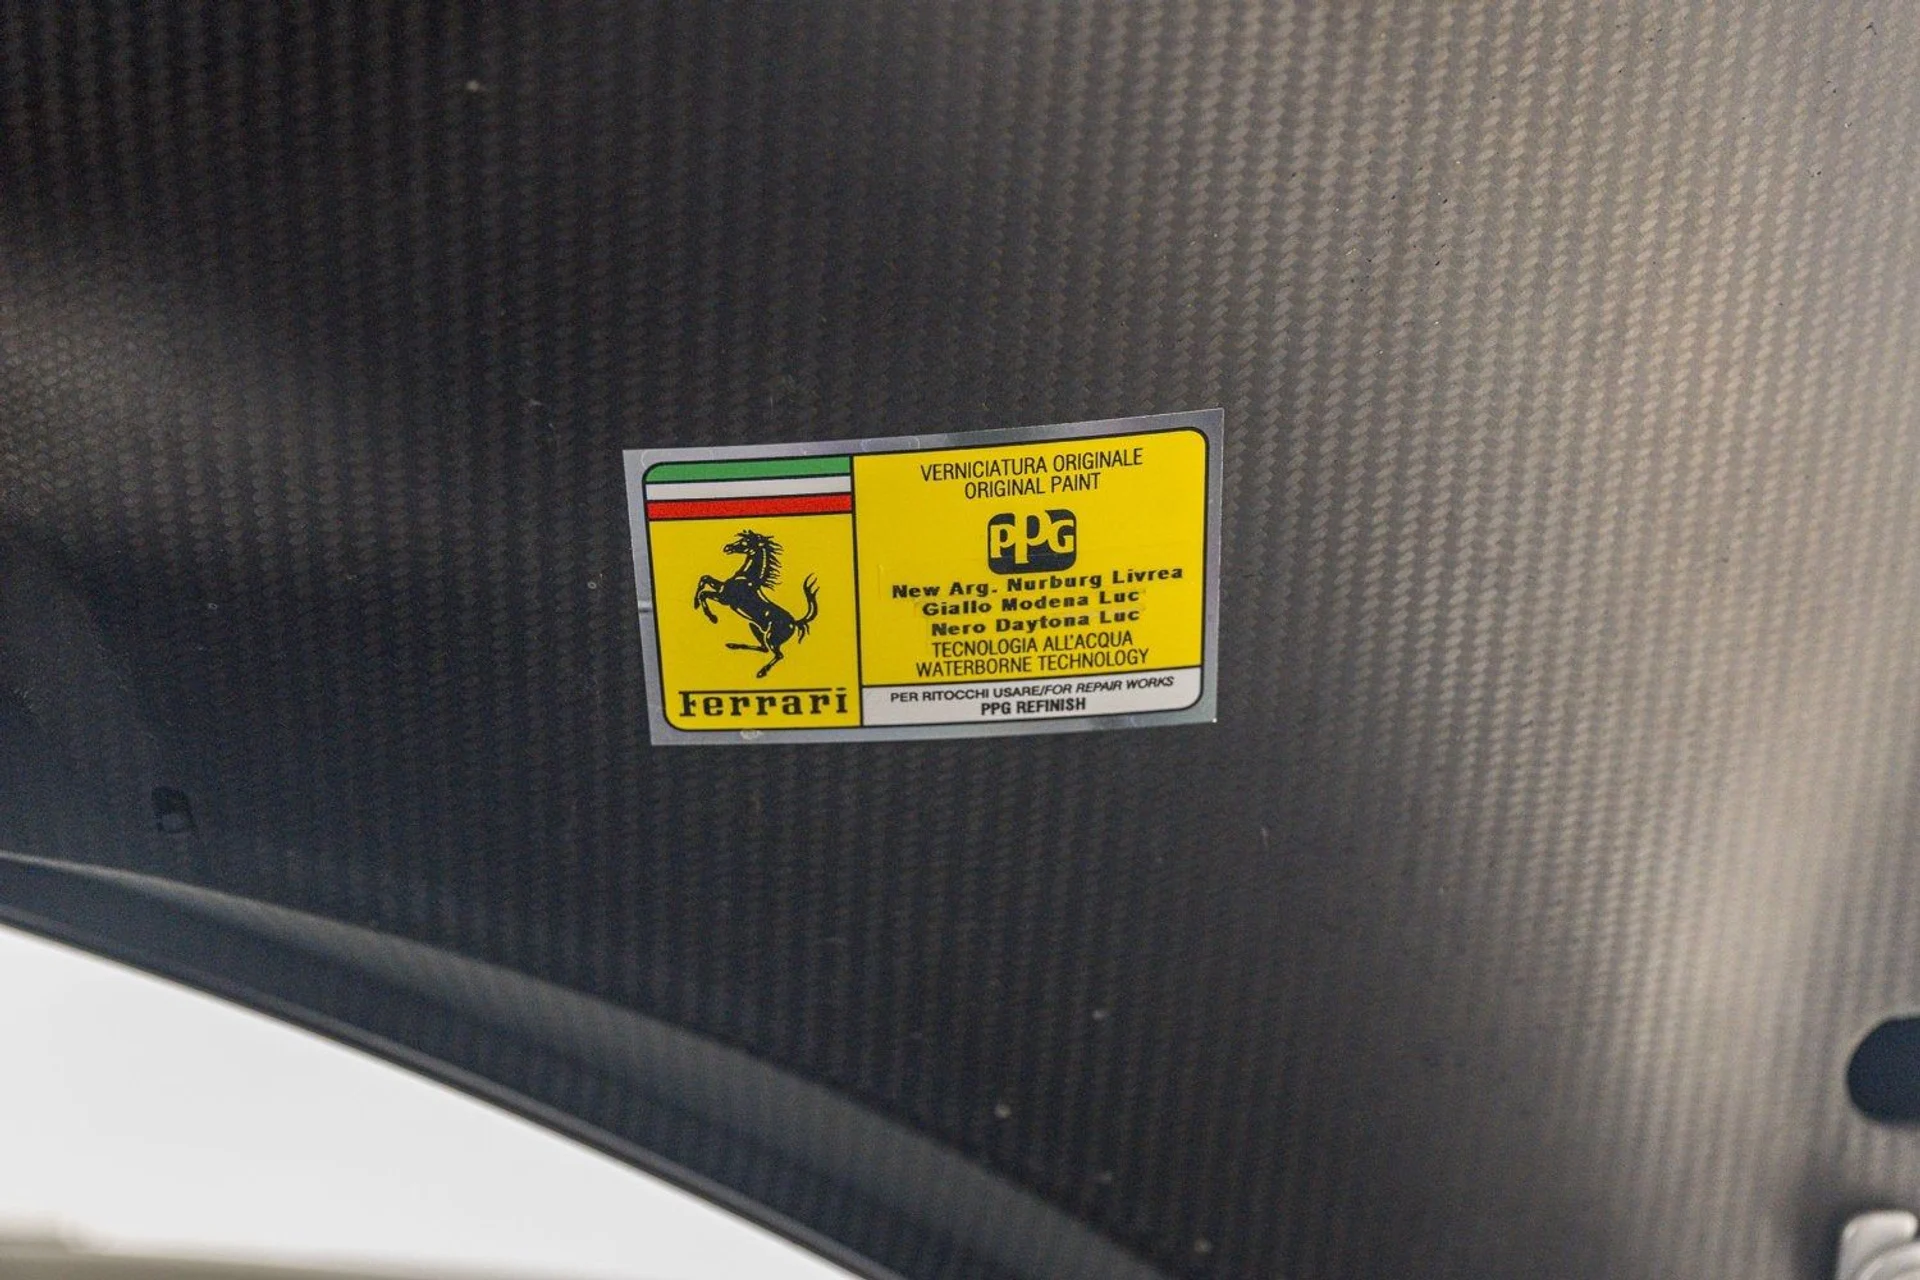 VERNICIATURA ORIGINALE
ORIGINAL PAINT
PPG
New Arg. Nurburg Livrea
Giallo Modena Luc
Nero Daytona Luc
TECNOLOGIA ALL'ACQUA
WATERBORNE TECHNOLOGY
Ferrari
PER RITOCCHI USARE/FOR REPAIR WORKS
PPG REFINISH